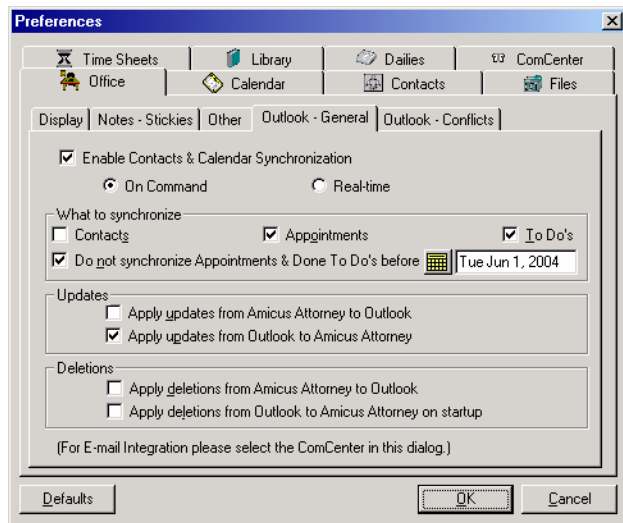 Preferences
Time Sheets Library Dailies ComCenter
Office Calendar Contacts Files
Display Notes - Stickies Other Outlook - General Outlook - Conflicts
Enable Contacts & Calendar Synchronization
On Command Real-time
What to synchronize
Contacts Appointments To Do's
Do not synchronize Appointments & Done To Do's before Tue Jun 1, 2004
Updates
Apply updates from Amicus Attorney to Outlook
Apply updates from Outlook to Amicus Attorney
Deletions
Apply deletions from Amicus Attorney to Outlook
Apply deletions from Outlook to Amicus Attorney on startup
(For E-mail Integration please select the ComCenter in this dialog.)
Defaults OK Cancel